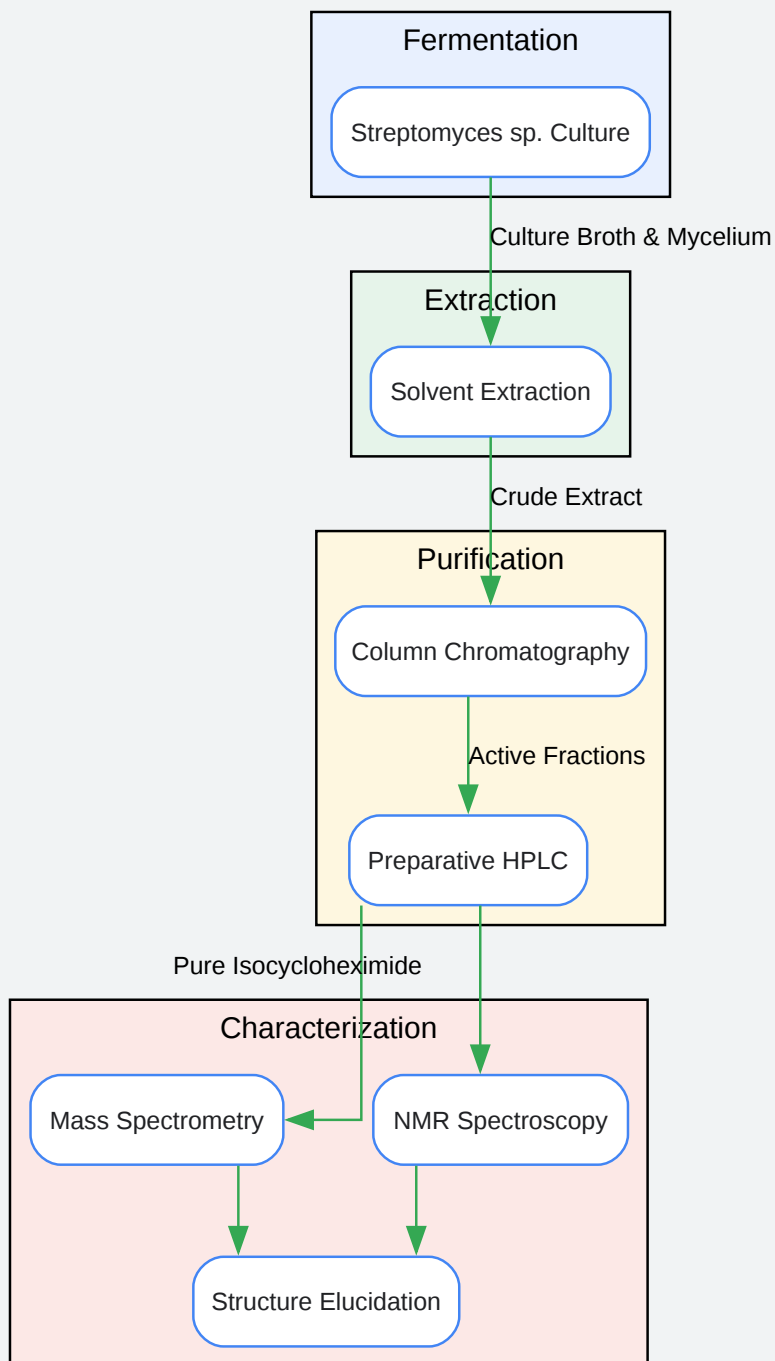 Fermentation
Streptomyces sp. Culture
Culture Broth & Mycelium
Extraction
Solvent Extraction
Crude Extract
Purification
Column Chromatography
Active Fractions
Preparative HPLC
Pure Isocycloheximide
Characterization
Mass Spectrometry
NMR Spectroscopy
Structure Elucidation